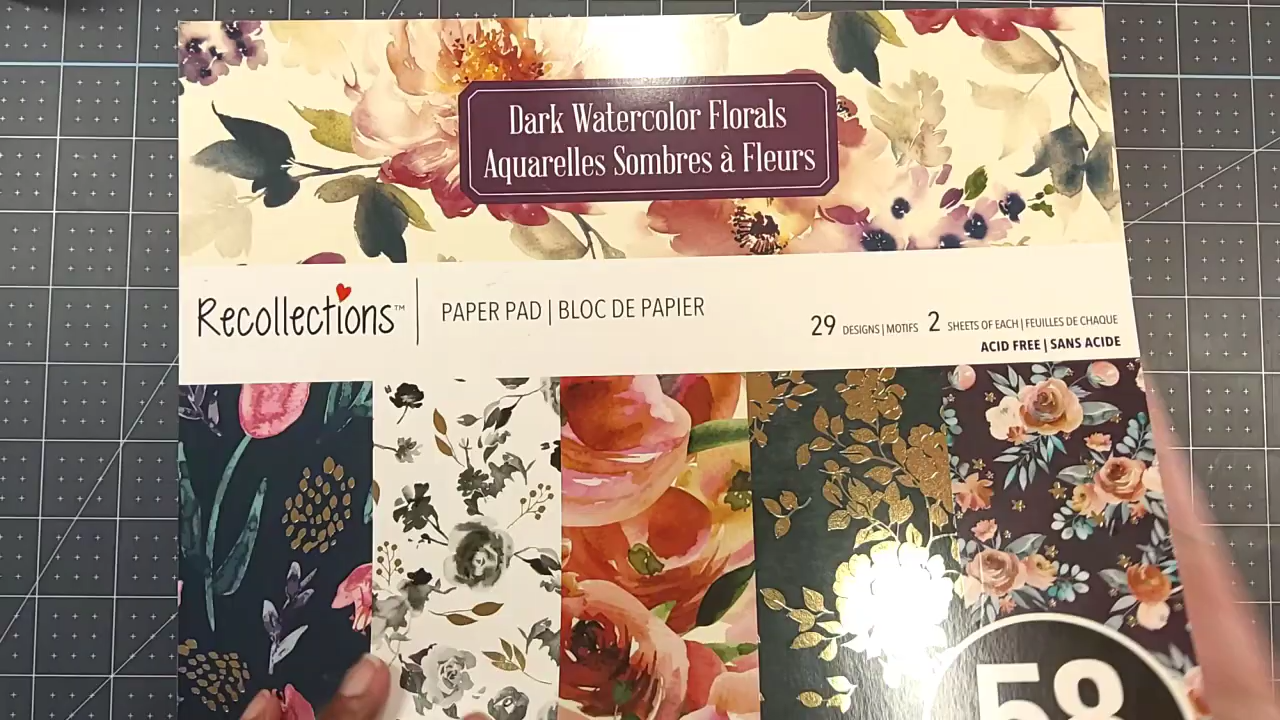 Dark Watercolor Florals
Aquarelles Sombres à Fleurs
Recollections™
PAPER PAD | BLOC DE PAPIER
29 DESIGNS | MOTIFS 2 SHEETS OF EACH | FEUILLES DE CHAQUE
ACID FREE | SANS ACIDE
58